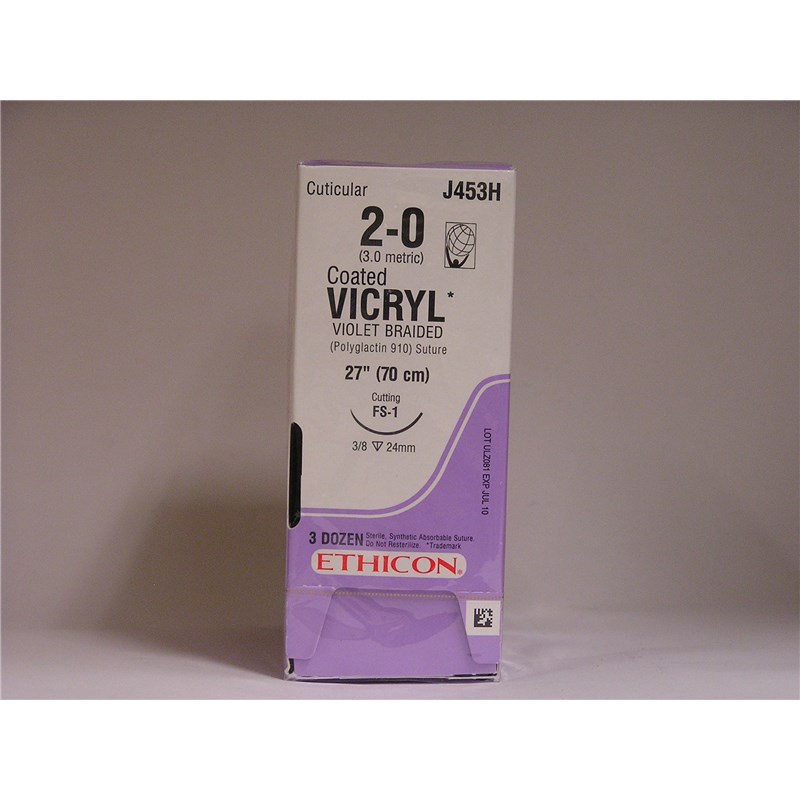 Cuticular J453H
2-0
(3.0 metric)
Coated
VICRYL*
VIOLET BRAIDED
(Polyglactin 910) Suture
27" (70 cm)
Cutting
FS-1
3/8 24mm
LOT ULZ081 EXP JUL 10
3 DOZEN Sterile, Synthetic Absorbable Suture.
Do Not Resterilize. *Trademark
ETHICON®